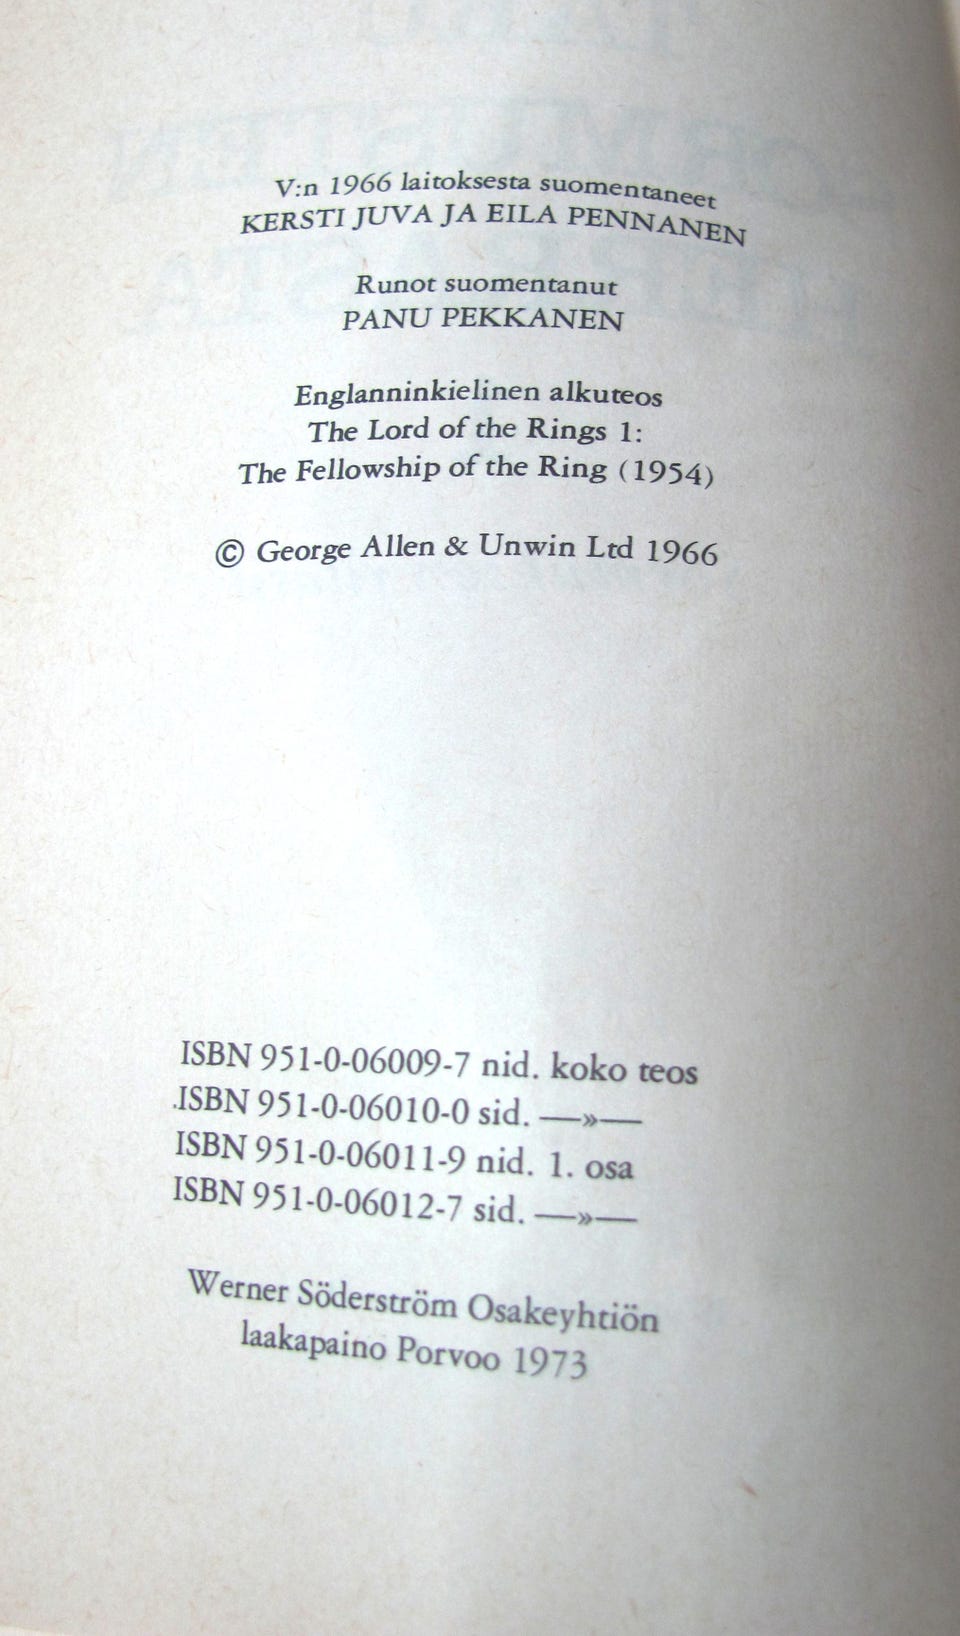 V:n 1966 laitoksesta suomentaneet
KERSTI JUVA JA EILA PENNANEN
Runot suomentanut
PANU PEKKANEN
Englanninkielinen alkuteos
The Lord of the Rings 1:
The Fellowship of the Ring (1954)
© George Allen & Unwin Ltd 1966
ISBN 951-0-06009-7 nid. koko teos
ISBN 951-0-06010-0 sid. —»—
ISBN 951-0-06011-9 nid. 1. osa
ISBN 951-0-06012-7 sid. —»—
Werner Söderström Osakeyhtiön
laakapaino Porvoo 1973